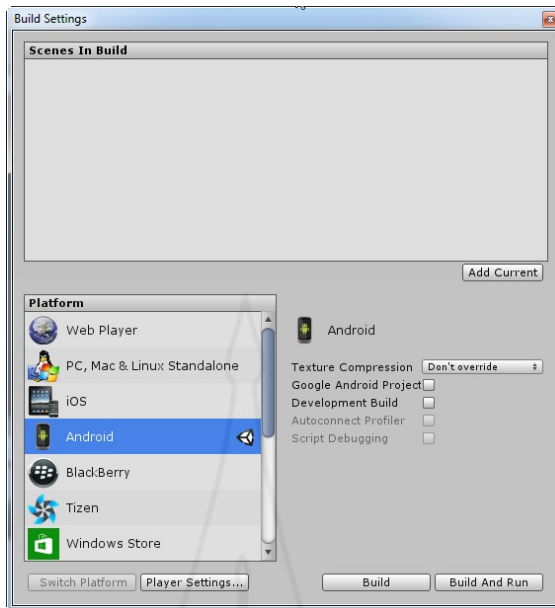 Build Settings
Scenes In Build
Add Current
Platform
Web Player
PC, Mac & Linux Standalone
iOS
Android
BlackBerry
Tizen
Windows Store
Android
Texture Compression Don't override
Google Android Project
Development Build
Autoconnect Profiler
Script Debugging
Switch Platform Player Settings... Build Build And Run